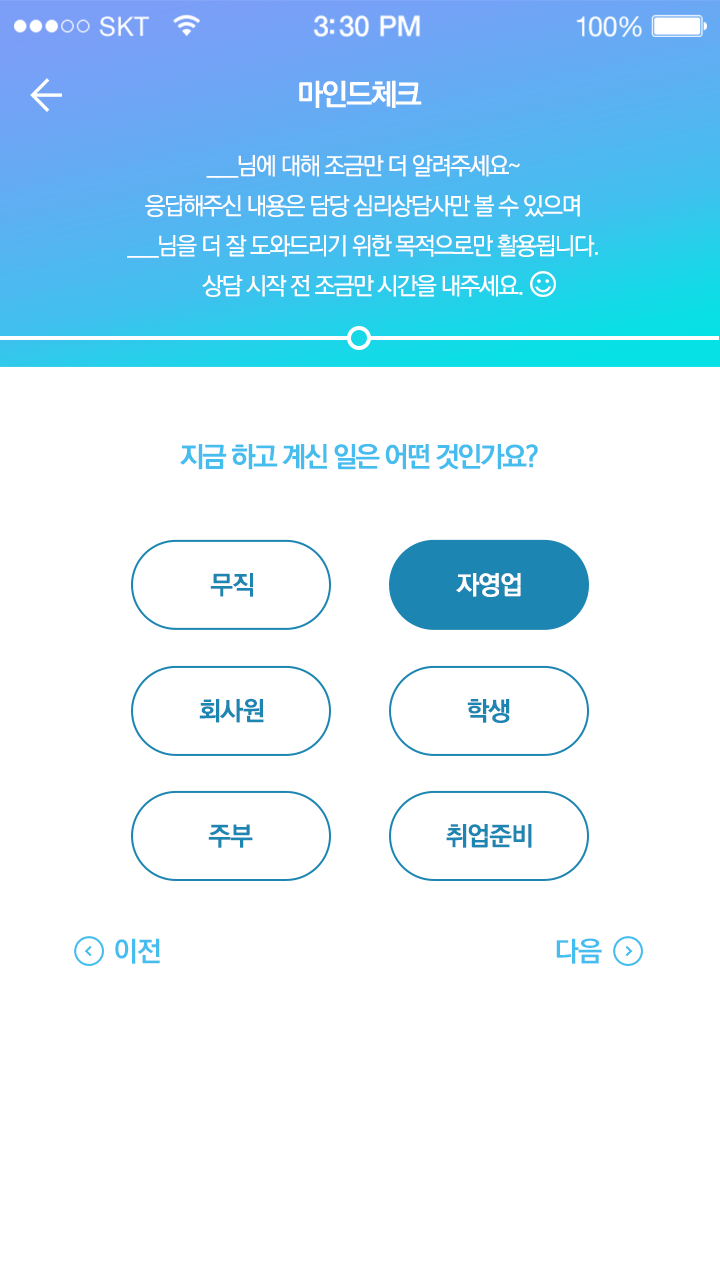 SKT 3:30 PM 100%
마인드체크
___님에 대해 조금만 더 알려주세요~
응답해주신 내용은 담당 심리상담사만 볼 수 있으며
___님을 더 잘 도와드리기 위한 목적으로만 활용됩니다.
상담 시작 전 조금만 시간을 내주세요.
지금 하고 계신 일은 어떤 것인가요?
무직 자영업
회사원 학생
주부 취업준비
이전 다음